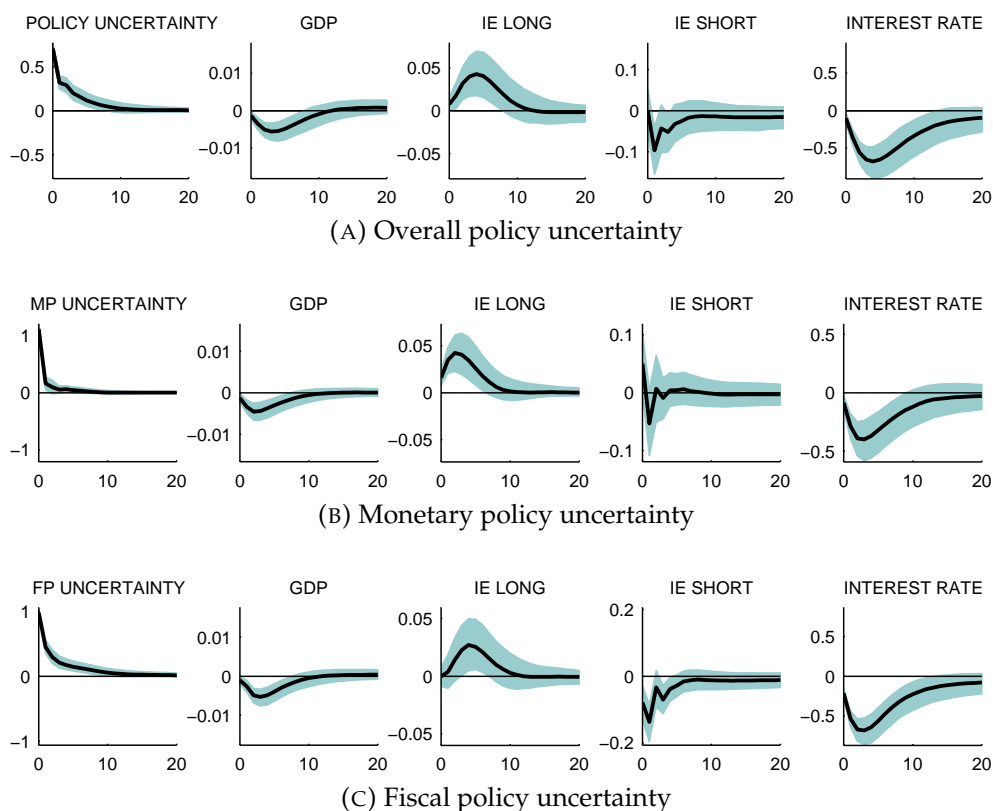 POLICY UNCERTAINTY GDP IE LONG IE SHORT INTEREST RATE
0.5 0 −0.5 0 10 20
0.01 0 −0.01 0 10 20
0.05 0 −0.05 0 10 20
0.1 0 −0.1 0 10 20
0.5 0 −0.5 0 10 20
(A) Overall policy uncertainty
MP UNCERTAINTY GDP IE LONG IE SHORT INTEREST RATE
1 0 −1 0 10 20
0.01 0 −0.01 0 10 20
0.05 0 −0.05 0 10 20
0.1 0 −0.1 0 10 20
0.5 0 −0.5 0 10 20
(B) Monetary policy uncertainty
FP UNCERTAINTY GDP IE LONG IE SHORT INTEREST RATE
1 0 −1 0 10 20
0.01 0 −0.01 0 10 20
0.05 0 −0.05 0 10 20
0.2 0 −0.2 0 10 20
0.5 0 −0.5 0 10 20
(C) Fiscal policy uncertainty